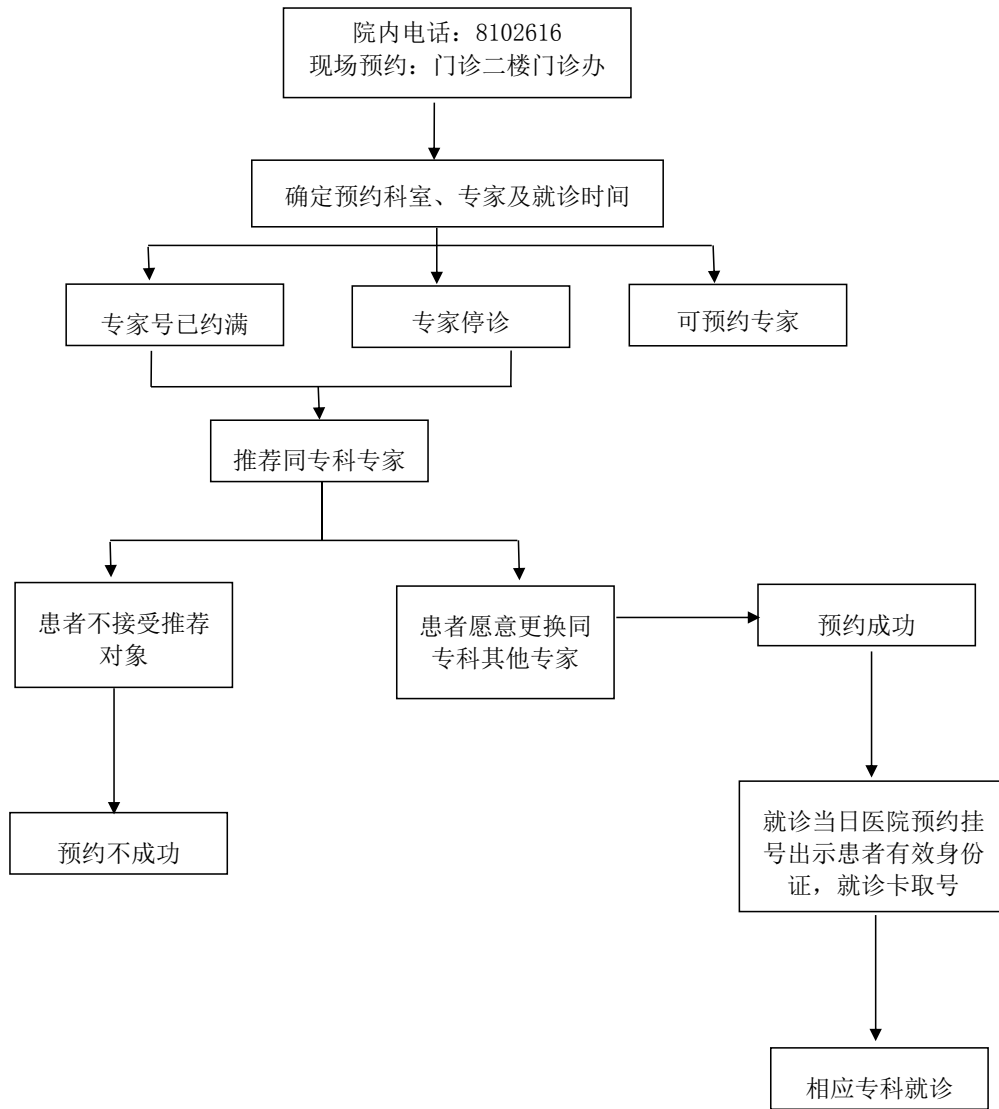 院内电话：8102616
现场预约：门诊二楼门诊办
确定预约科室、专家及就诊时间
专家号已约满
专家停诊
可预约专家
推荐同专科专家
患者不接受推荐
对象
患者愿意更换同
专科其他专家
预约成功
预约不成功
就诊当日医院预约挂
号出示患者有效身份
证，就诊卡取号
相应专科就诊